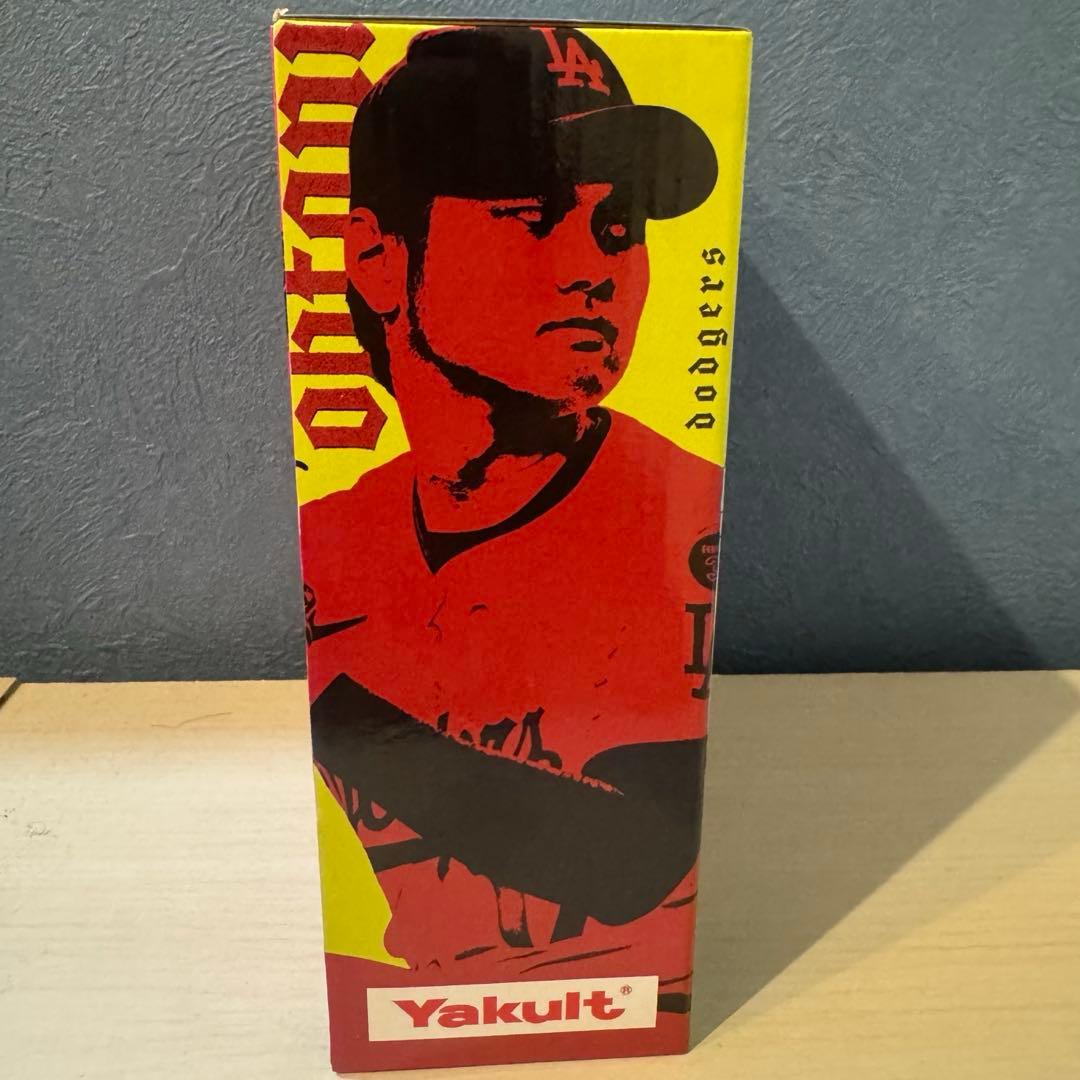 ohtani
LA
dodgers
Yakult®